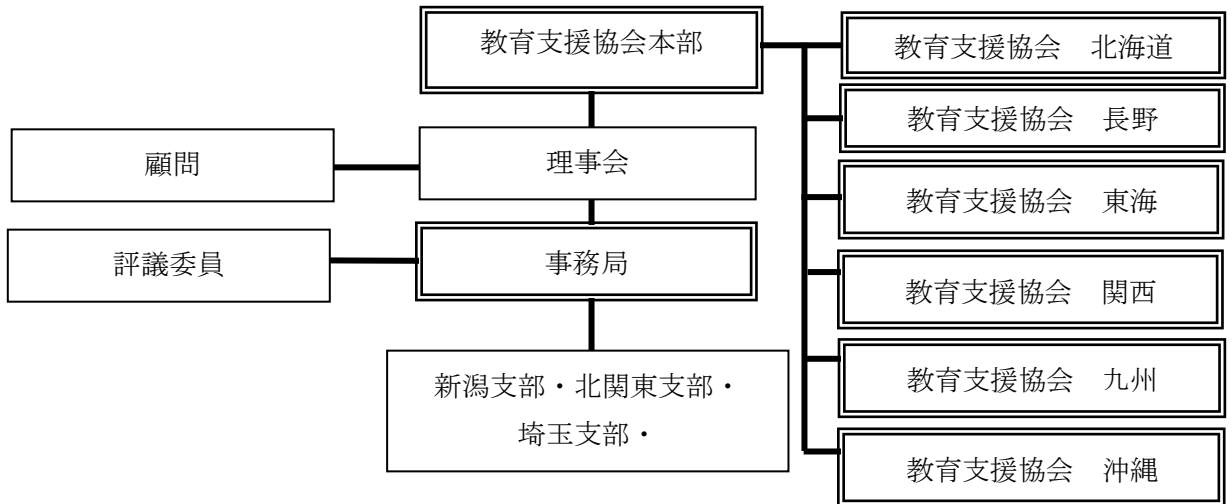 教育支援協会本部
理事会
顧問
事務局
評議委員
新潟支部・北関東支部・
埼玉支部・
教育支援協会　北海道
教育支援協会　長野
教育支援協会　東海
教育支援協会　関西
教育支援協会　九州
教育支援協会　沖縄